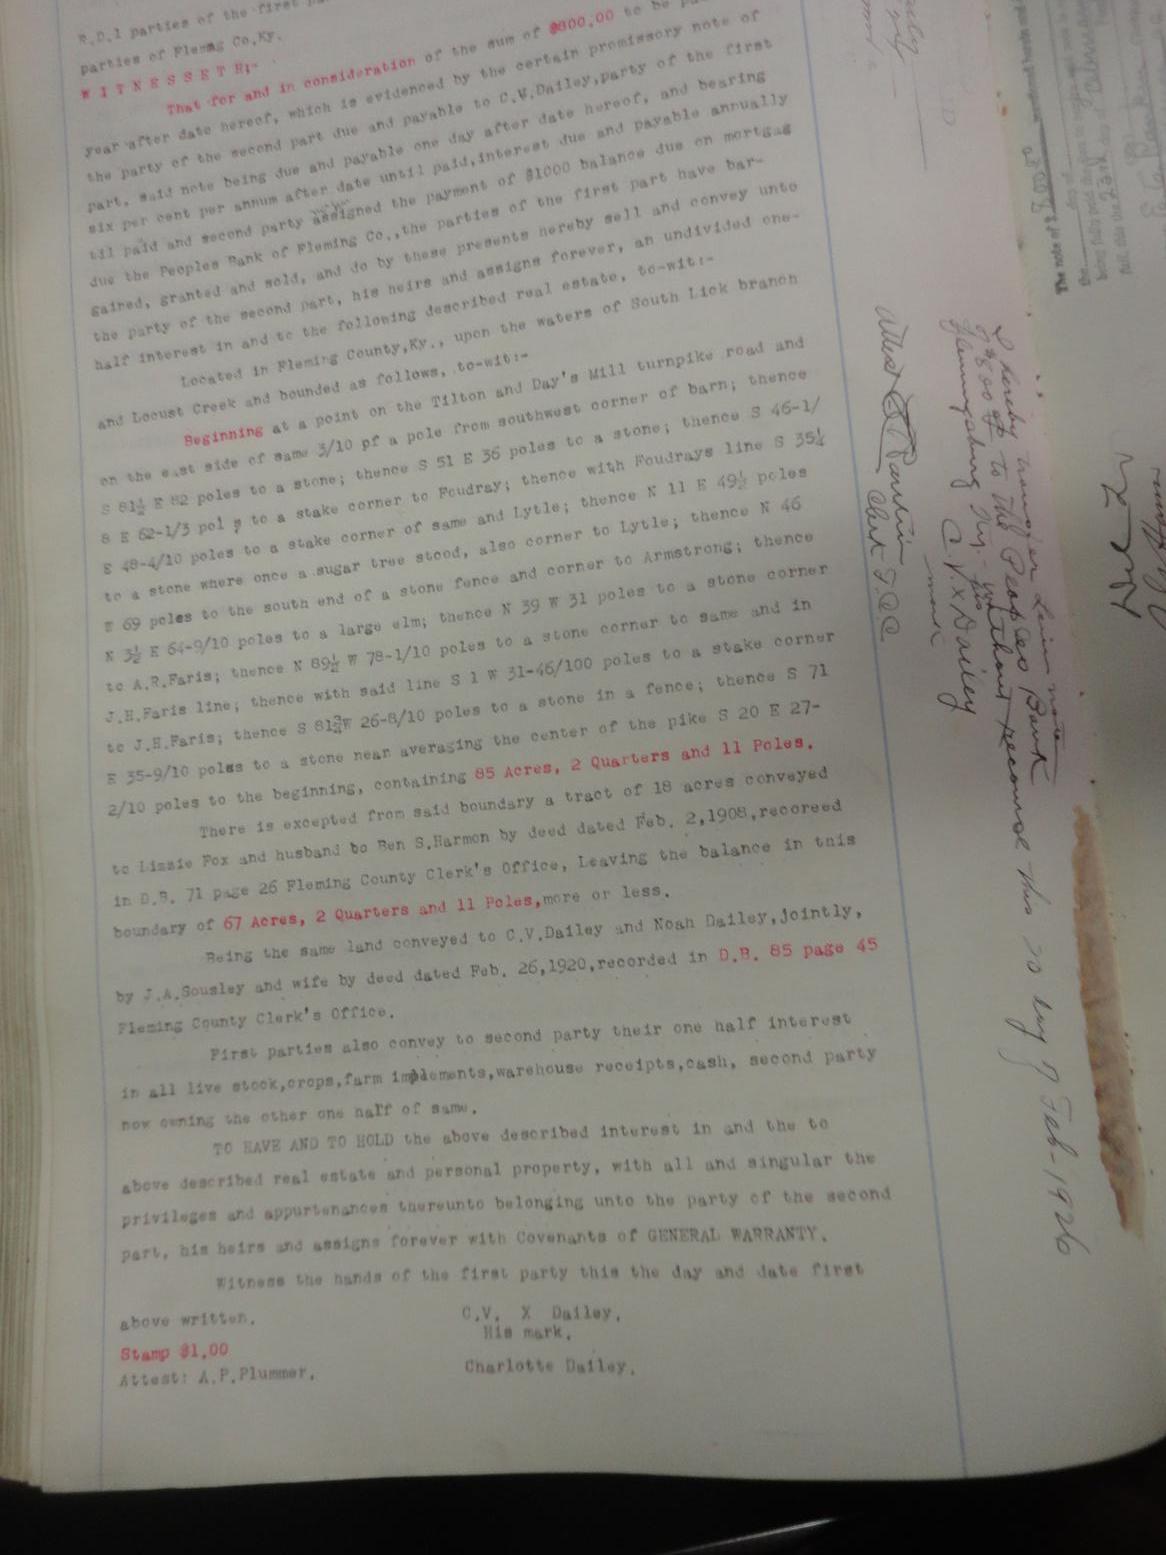 R.D.1 parties of the first
parties of Fleming Co,Ky.
W I T N E S S E T H;-
That for and in consideration of the sum of $800.00 to be
year after date hereof, which is evidenced by the certain promissory note of
the party of the second part due and payable to C.V.Dailey,party of the first
part, said note being due and payable one day after date hereof, and bearing
six per cent per annum after date until paid,interest due and payable annually
til paid and second party assigned the payment of $1000 balance due on mortgag
due the Peoples Bank of Fleming Co.,the parties of the first part have bar-
gained, granted and sold, and do by these presents hereby sell and convey unto
the party of the second part, his heirs and assigns forever, an undivided one-
half interest in and to the following described real estate, to-wit:-
Located in Fleming County,Ky., upon the waters of South Lick branch
and Locust Creek and bounded as follows, to-wit:-
Beginning at a point on the Tilton and Day's Mill turnpike road and
on the east side of same 3/10 pf a pole from southwest corner of barn; thence
S 81½ E 82 poles to a stone; thence S 51 E 36 poles to a stone; thence S 46-1/
8 E 62-1/3 pol s to a stake corner to Foudray; thence with Foudrays line S 35¼
E 48-4/10 poles to a stake corner of same and Lytle; thence N 11 E 49½ poles
to a stone where once a sugar tree stood, also corner to Lytle; thence N 46
E 69 poles to the south end of a stone fence and corner to Armstrong; thence
N 3½ E 64-9/10 poles to a large elm; thence N 39 W 31 poles to a stone corner
to A.R.Faris; thence N 89½ W 78-1/10 poles to a stone corner to same and in
J.H.Faris line; thence with said line S 1 W 31-46/100 poles to a stake corner
to J.H.Faris; thence S 81¾W 26-8/10 poles to a stone in a fence; thence S 71
E 35-9/10 poles to a stone near averaging the center of the pike S 20 E 27-
2/10 poles to the beginning, containing 85 Acres, 2 Quarters and 11 Poles.
There is excepted from said boundary a tract of 18 acres conveyed
to Lizzie Fox and husband bo Ben S.Harmon by deed dated Feb. 2,1908,recoreed
in D.B. 71 page 26 Fleming County Clerk's Office, Leaving the balance in this
boundary of 67 Acres, 2 Quarters and 11 Poles,more or less.
Being the same land conveyed to C.V.Dailey and Noah Dailey,jointly,
by J.A.Sousley and wife by deed dated Feb. 26,1920,recorded in D.B. 85 page 45
Fleming County Clerk's Office.
First parties also convey to second party their one half interest
in all live stock,crops,farm implements,warehouse receipts,cash, second party
now owning the other one half of same.
TO HAVE AND TO HOLD the above described interest in and the to
above described real estate and personal property, with all and singular the
privileges and appurtenances thereunto belonging unto the party of the second
part, his heirs and assigns forever with Covenants of GENERAL WARRANTY.
Witness the hands of the first party this the day and date first
above written.
C.V. X Dailey.
His mark.
Stamp $1.00
Attest: A.P.Plummer.
Charlotte Dailey.
I hereby transfer Lien note
of $800 to the Peoples Bank
Flemingsburg Ky. without recourse this 20 day of Feb-1926
his
C.V. X Dailey
mark
Clerk F.C.C.
The note of $